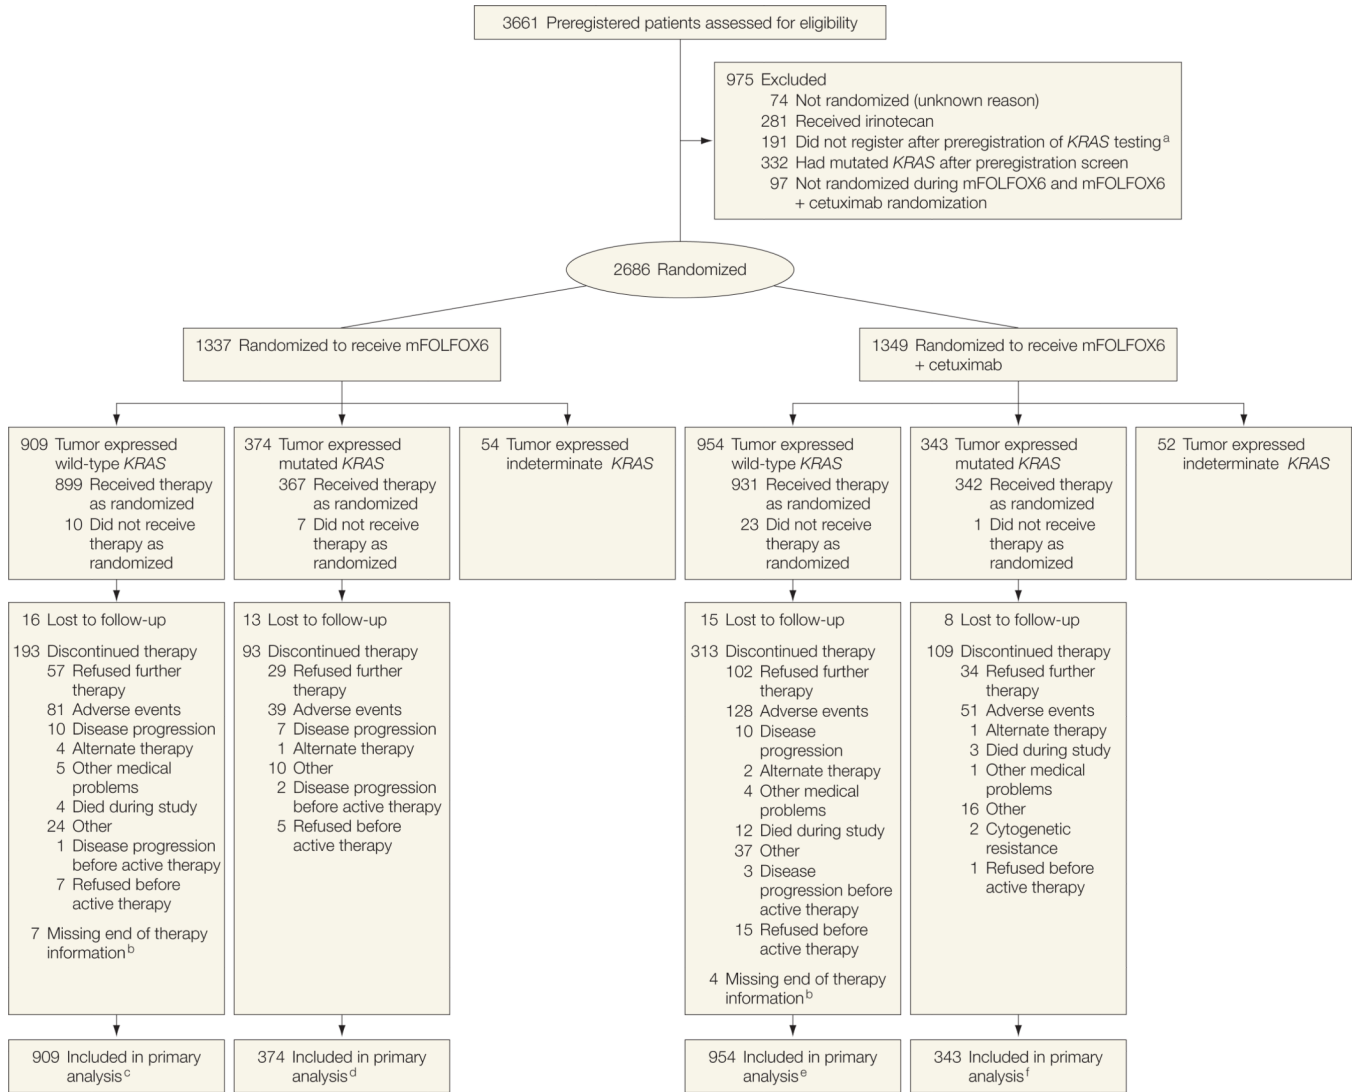 3661 Preregistered patients assessed for eligibility
975 Excluded
74 Not randomized (unknown reason)
281 Received irinotecan
191 Did not register after preregistration of KRAS testing a
332 Had mutated KRAS after preregistration screen
97 Not randomized during mFOLFOX6 and mFOLFOX6
+ cetuximab randomization
2686 Randomized
1337 Randomized to receive mFOLFOX6
1349 Randomized to receive mFOLFOX6
+ cetuximab
909 Tumor expressed
wild-type KRAS
899 Received therapy
as randomized
10 Did not receive
therapy as
randomized
374 Tumor expressed
mutated KRAS
367 Received therapy
as randomized
7 Did not receive
therapy as
randomized
54 Tumor expressed
indeterminate KRAS
954 Tumor expressed
wild-type KRAS
931 Received therapy
as randomized
23 Did not receive
therapy as
randomized
343 Tumor expressed
mutated KRAS
342 Received therapy
as randomized
1 Did not receive
therapy as
randomized
52 Tumor expressed
indeterminate KRAS
16 Lost to follow-up
193 Discontinued therapy
57 Refused further
therapy
81 Adverse events
10 Disease progression
4 Alternate therapy
5 Other medical
problems
4 Died during study
24 Other
1 Disease progression
before active therapy
7 Refused before
active therapy
7 Missing end of therapy
information b
13 Lost to follow-up
93 Discontinued therapy
29 Refused further
therapy
39 Adverse events
7 Disease progression
1 Alternate therapy
10 Other
2 Disease progression
before active therapy
5 Refused before
active therapy
15 Lost to follow-up
313 Discontinued therapy
102 Refused further
therapy
128 Adverse events
10 Disease
progression
2 Alternate therapy
4 Other medical
problems
12 Died during study
37 Other
3 Disease
progression before
active therapy
15 Refused before
active therapy
4 Missing end of therapy
information b
8 Lost to follow-up
109 Discontinued therapy
34 Refused further
therapy
51 Adverse events
1 Alternate therapy
3 Died during study
1 Other medical
problems
16 Other
2 Cytogenetic
resistance
1 Refused before
active therapy
909 Included in primary
analysis c
374 Included in primary
analysis d
954 Included in primary
analysis e
343 Included in primary
analysis f